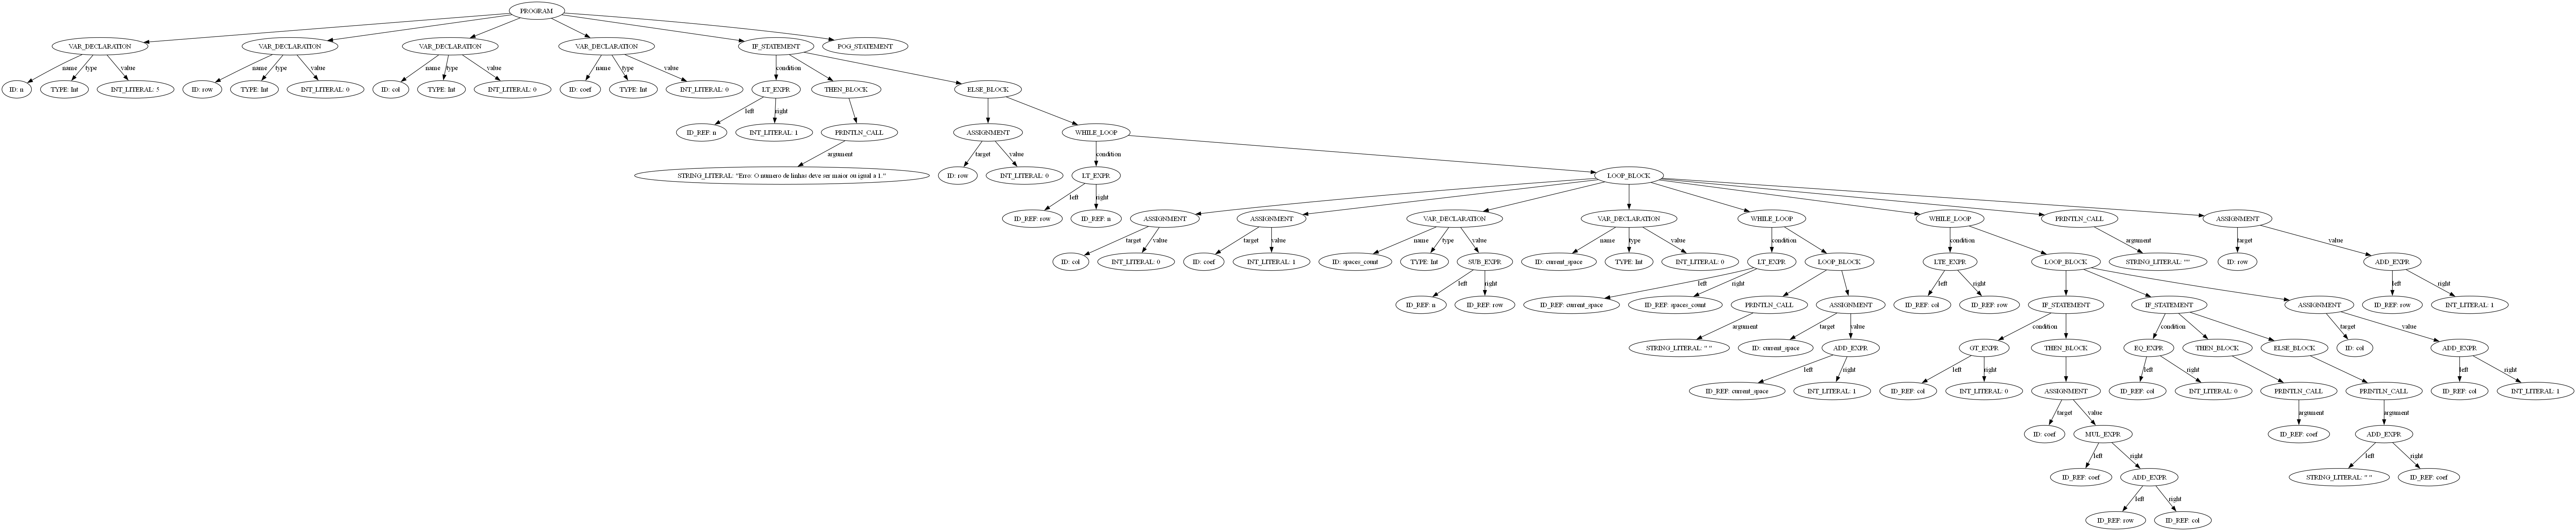 PROGRAM
VAR_DECLARATION VAR_DECLARATION VAR_DECLARATION VAR_DECLARATION IF_STATEMENT POG_STATEMENT
name type value name type value name type value name type value condition
ID: n TYPE: Int INT_LITERAL: 5 ID: row TYPE: Int INT_LITERAL: 0 ID: col TYPE: Int INT_LITERAL: 0 ID: coef TYPE: Int INT_LITERAL: 0 LT_EXPR THEN_BLOCK ELSE_BLOCK
left right
ID_REF: n INT_LITERAL: 1 PRINTLN_CALL ASSIGNMENT WHILE_LOOP
argument target value condition
STRING_LITERAL: "Erro: O numero de linhas deve ser maior ou igual a 1." ID: row INT_LITERAL: 0 LT_EXPR LOOP_BLOCK
left right
ID_REF: row ID_REF: n ASSIGNMENT ASSIGNMENT VAR_DECLARATION VAR_DECLARATION WHILE_LOOP WHILE_LOOP PRINTLN_CALL ASSIGNMENT
target value target value name type value name type value condition condition argument target value
ID: col INT_LITERAL: 0 ID: coef INT_LITERAL: 1 ID: spaces_count TYPE: Int SUB_EXPR ID: current_space TYPE: Int INT_LITERAL: 0 LT_EXPR LOOP_BLOCK LTE_EXPR LOOP_BLOCK STRING_LITERAL: "" ID: row ADD_EXPR
left right left right left right left right
ID_REF: n ID_REF: row ID_REF: current_space ID_REF: spaces_count PRINTLN_CALL ASSIGNMENT ID_REF: col ID_REF: row IF_STATEMENT IF_STATEMENT ASSIGNMENT ID_REF: row INT_LITERAL: 1
argument target value condition condition target value
STRING_LITERAL: " " ID: current_space ADD_EXPR GT_EXPR THEN_BLOCK EQ_EXPR THEN_BLOCK ELSE_BLOCK ID: col ADD_EXPR
left right left right left right left right
ID_REF: current_space INT_LITERAL: 1 ID_REF: col INT_LITERAL: 0 ASSIGNMENT ID_REF: col INT_LITERAL: 0 PRINTLN_CALL PRINTLN_CALL ID_REF: col INT_LITERAL: 1
target value argument argument
ID: coef MUL_EXPR ID_REF: coef ADD_EXPR
left right left right
ID_REF: coef ADD_EXPR STRING_LITERAL: " " ID_REF: coef
left right
ID_REF: row ID_REF: col